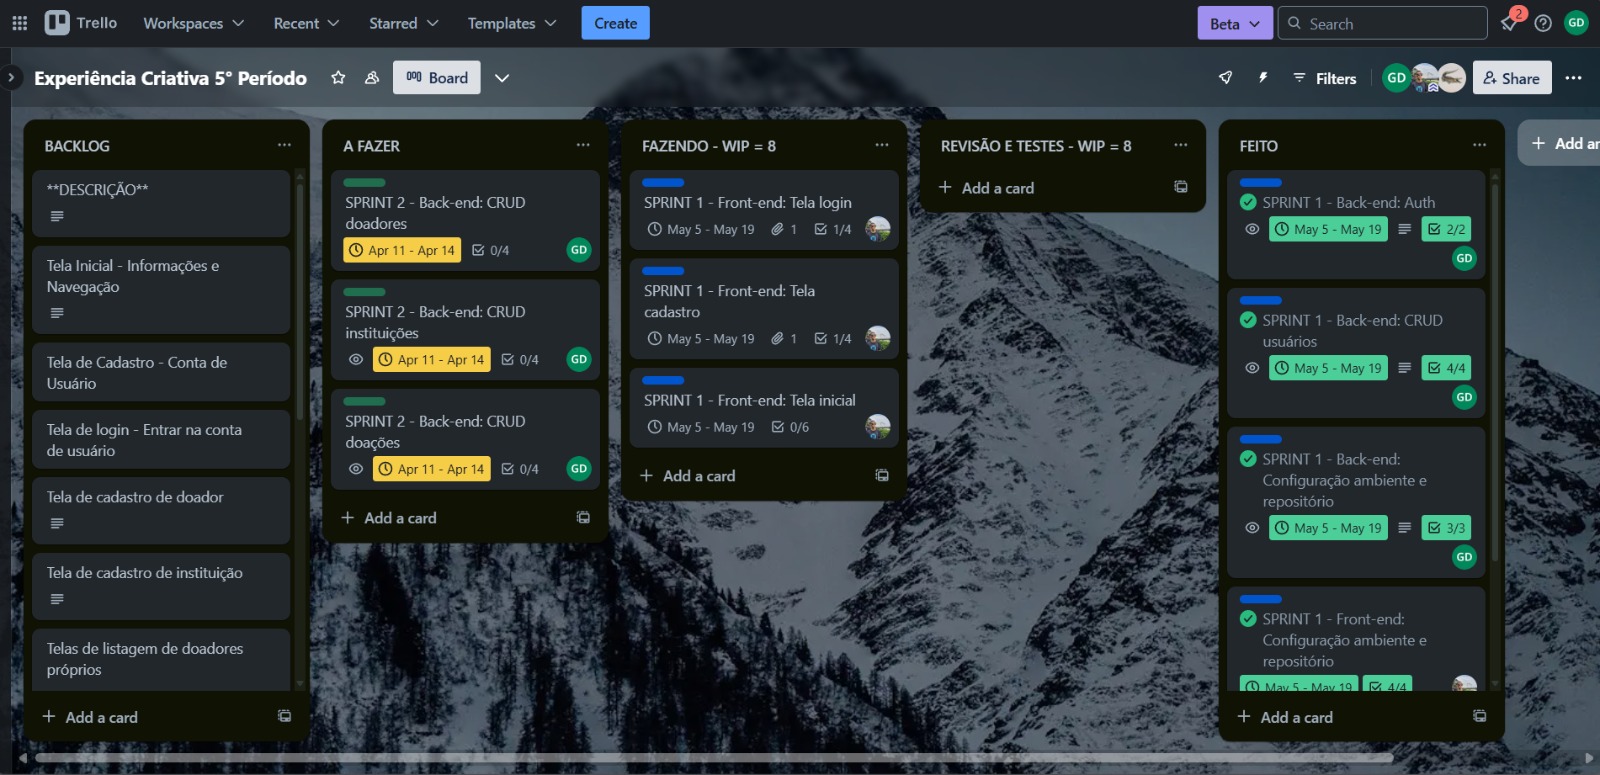 Trello
Workspaces
Recent
Starred
Templates
Create
Beta
Search
2
GD
Experiência Criativa 5° Período
Board
Filters
GD
Share
BACKLOG
**DESCRIÇÃO**
Tela Inicial - Informações e
Navegação
Tela de Cadastro - Conta de
Usuário
Tela de login - Entrar na conta
de usuário
Tela de cadastro de doador
Tela de cadastro de instituição
Telas de listagem de doadores
próprios
Add a card
A FAZER
SPRINT 2 - Back-end: CRUD
doadores
Apr 11 - Apr 14 0/4 GD
SPRINT 2 - Back-end: CRUD
instituições
Apr 11 - Apr 14 0/4 GD
SPRINT 2 - Back-end: CRUD
doações
Apr 11 - Apr 14 0/4 GD
Add a card
FAZENDO - WIP = 8
SPRINT 1 - Front-end: Tela login
May 5 - May 19 1 1/4
SPRINT 1 - Front-end: Tela
cadastro
May 5 - May 19 1 1/4
SPRINT 1 - Front-end: Tela inicial
May 5 - May 19 0/6
Add a card
REVISÃO E TESTES - WIP = 8
Add a card
FEITO
SPRINT 1 - Back-end: Auth
May 5 - May 19 2/2
GD
SPRINT 1 - Back-end: CRUD
usuários
May 5 - May 19 4/4
GD
SPRINT 1 - Back-end:
Configuração ambiente e
repositório
May 5 - May 19 3/3
GD
SPRINT 1 - Front-end:
Configuração ambiente e
repositório
May 5 - May 19 4/4
Add a card
Add an